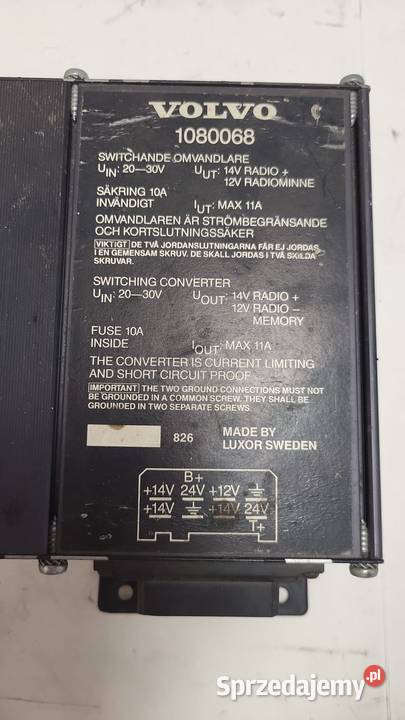 VOLVO
1080068
SWITCHANDE OMVANDLARE
UIN: 20–30V UUT: 14V RADIO +
12V RADIOMINNE
SÄKRING 10A
INVÄNDIGT IUT: MAX 11A
OMVANDLAREN ÄR STRÖMBEGRÄNSANDE
OCH KORTSLUTNINGSSÄKER
VIKTIGT DE TVÅ JORDANSLUTNINGARNA FÅR EJ JORDAS
I EN GEMENSAM SKRUV. DE SKALL JORDAS I TVÅ SKILDA
SKRUVAR.
SWITCHING CONVERTER
UIN: 20–30V UOUT: 14V RADIO +
12V RADIO –
MEMORY
FUSE 10A
INSIDE IOUT: MAX 11A
THE CONVERTER IS CURRENT LIMITING
AND SHORT CIRCUIT PROOF.
IMPORTANT THE TWO GROUND CONNECTIONS MUST NOT
BE GROUNDED IN A COMMON SCREW. THEY SHALL BE
GROUNDED IN TWO SEPARATE SCREWS.
826 MADE BY
LUXOR SWEDEN
B+
+14V 24V +12V
+14V +14V 24V
T+
Sprzedajemy.pl